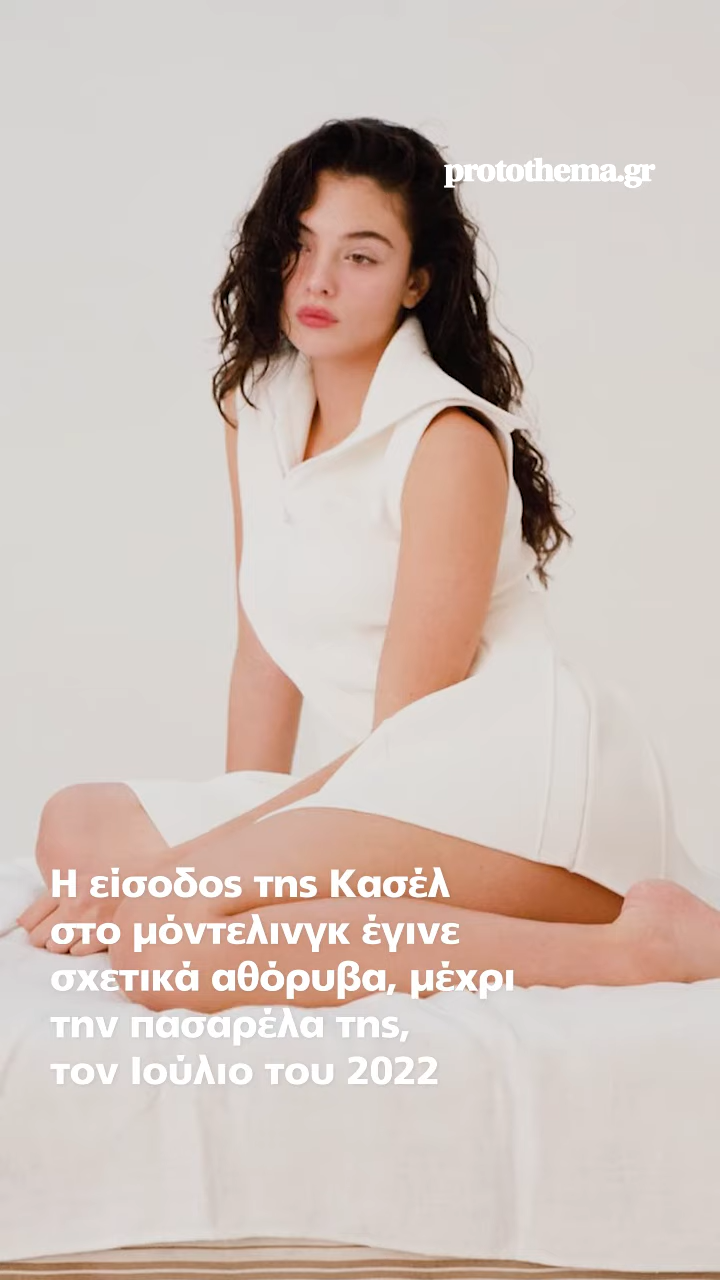 protothema.gr
Η είσοδος της Κασέλ
στο μόντελινγκ έγινε
σχετικά αθόρυβα, μέχρι
την πασαρέλα της,
τον Ιούλιο του 2022